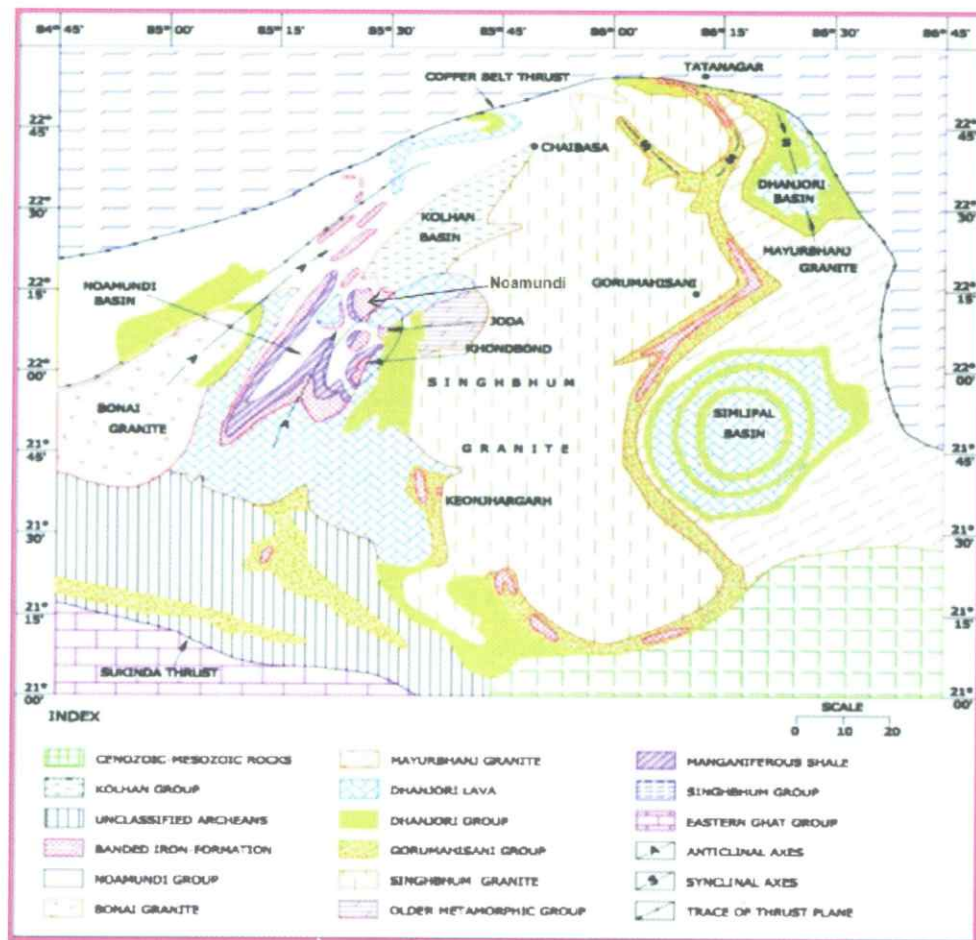 84° 45' 85° 00' 85° 15' 85° 30' 85° 45' 86° 00' 86° 15' 86° 30' 86° 45'
TATANAGAR
COPPER BELT THRUST
22° 45' 22° 45'
CHAIBASA
S S S
DHANJORI
BASIN
22° 30' 22° 30'
KOLHAN
BASIN
A
MAYURBHANJ
GRANITE
NOAMUNDI
BASIN
22° 15' Noamundi GORUMAHISANI 22° 15'
JODA
A
KHONDBOND
22° 00' 22° 00'
SINGHBHUM
BONAI
GRANITE
A
SIMLIPAL
BASIN
GRANITE
21° 45' 21° 45'
KEONJHARGARH
21° 30' 21° 30'
21° 15' 21° 15'
SUKINDA THRUST
21° 00' 21° 00'
INDEX
SCALE
0 10 20
CENOZOIC-MESOZOIC ROCKS
KOLHAN GROUP
UNCLASSIFIED ARCHEANS
BANDED IRON-FORMATION
NOAMUNDI GROUP
BONAI GRANITE
MAYURBHANJ GRANITE
DHANJORI LAVA
DHANJORI GROUP
GORUMAHISANI GROUP
SINGHBHUM GRANITE
OLDER METAMORPHIC GROUP
MANGANIFEROUS SHALE
SINGHBHUM GROUP
EASTERN GHAT GROUP
A ANTICLINAL AXES
S SYNCLINAL AXES
TRACE OF THRUST PLANE